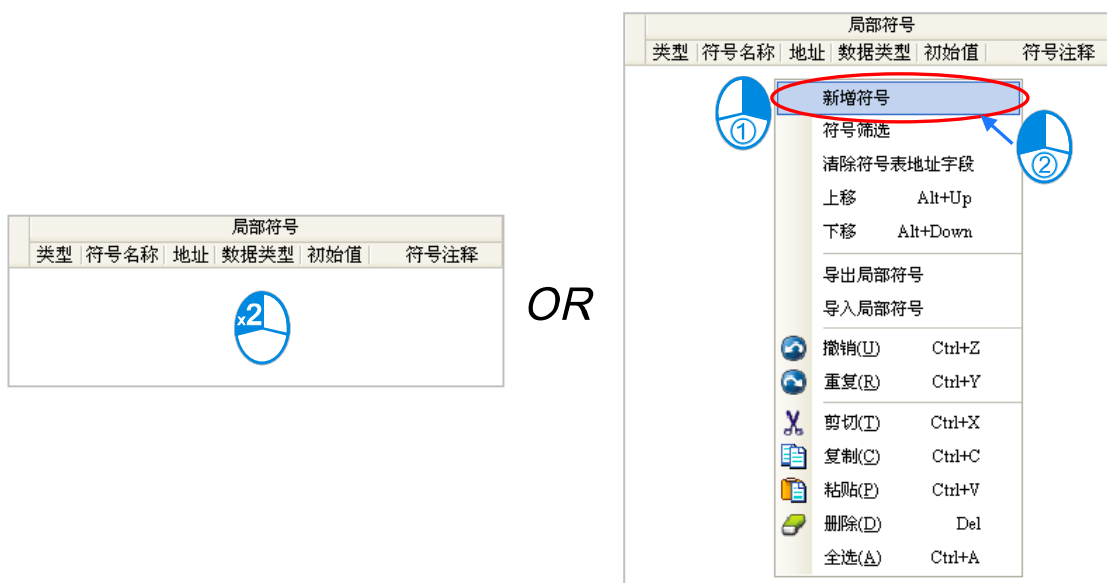 局部符号
类型 符号名称 地址 数据类型 初始值 符号注释
x2
OR
局部符号
类型 符号名称 地址 数据类型 初始值 符号注释
新增符号
①
符号筛选
②
清除符号表地址字段
上移 Alt+Up
下移 Alt+Down
导出局部符号
导入局部符号
撤销(U) Ctrl+Z
重复(R) Ctrl+Y
剪切(T) Ctrl+X
复制(C) Ctrl+C
粘贴(P) Ctrl+V
删除(D) Del
全选(A) Ctrl+A